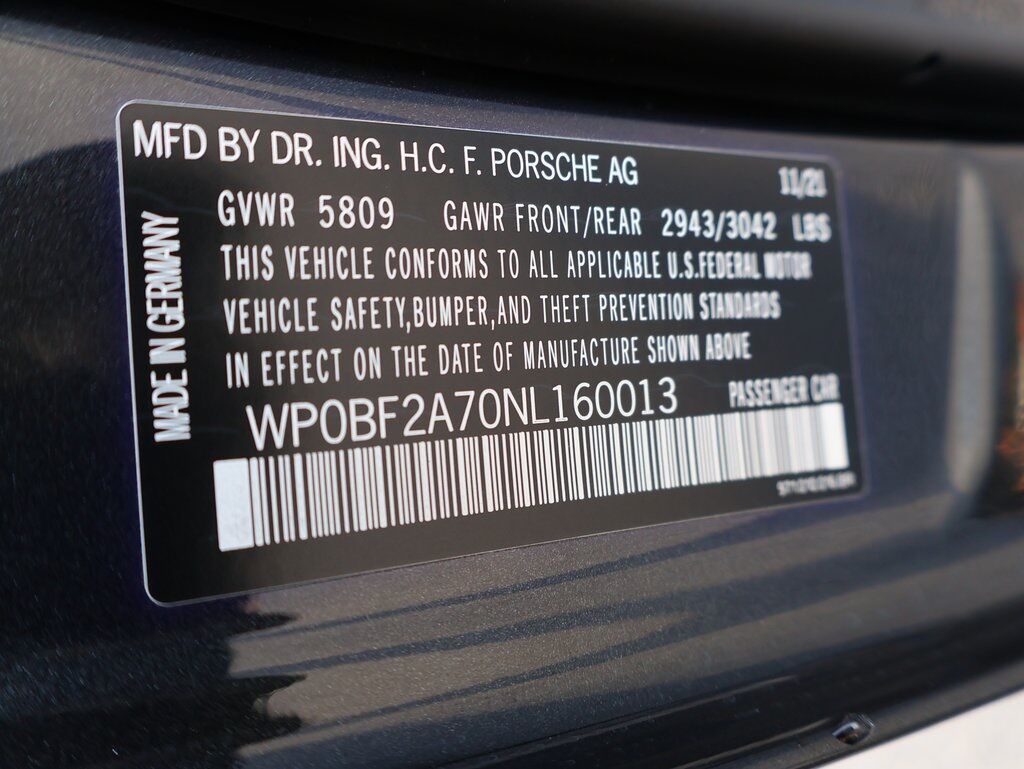 MFD BY DR. ING. H.C. F. PORSCHE AG
11/21
GVWR 5809 GAWR FRONT/REAR 2943/3042 LBS
THIS VEHICLE CONFORMS TO ALL APPLICABLE U.S.FEDERAL MOTOR
VEHICLE SAFETY,BUMPER,AND THEFT PREVENTION STANDARDS
IN EFFECT ON THE DATE OF MANUFACTURE SHOWN ABOVE
WP0BF2A70NL160013
PASSENGER CAR
MADE IN GERMANY